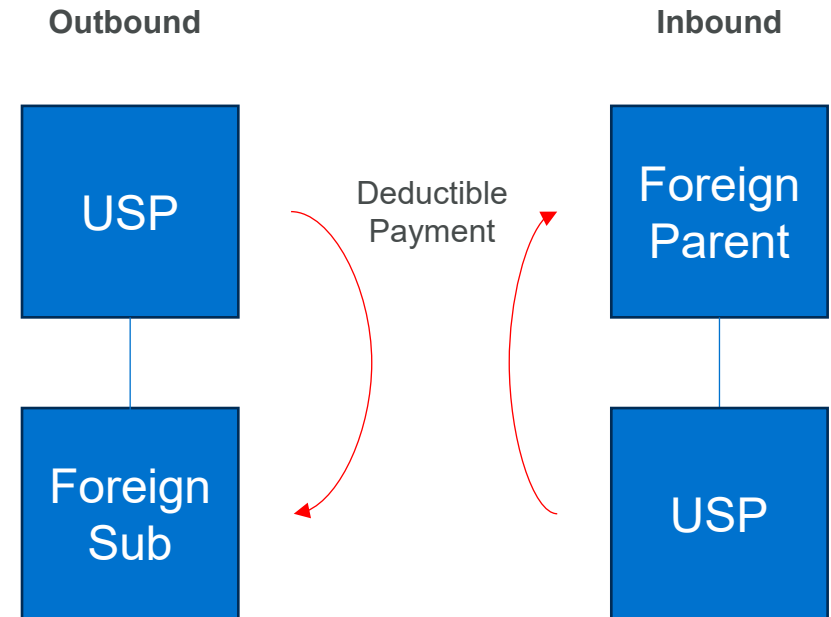 Outbound
Inbound
USP
Deductible
Payment
Foreign
Parent
Foreign
Sub
USP